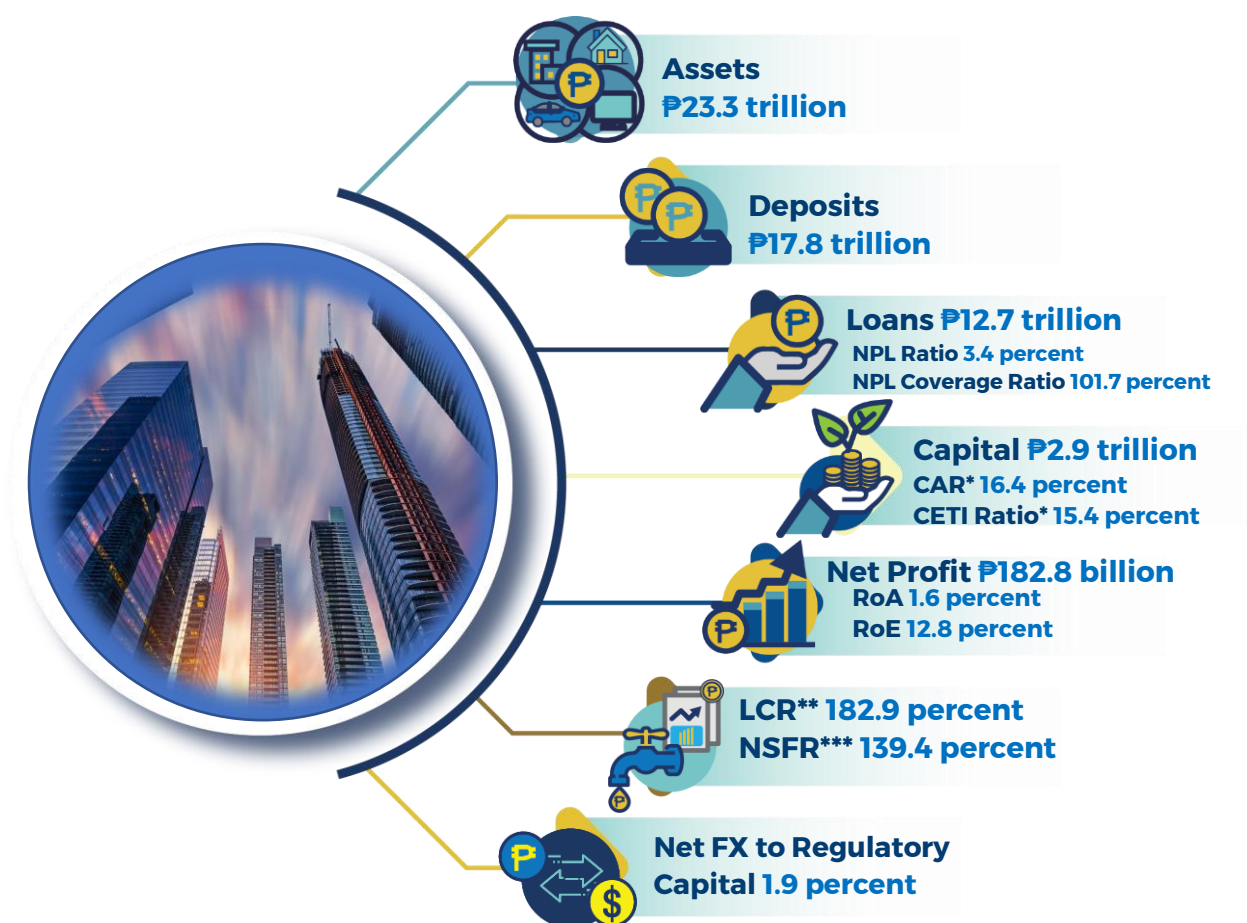 Assets
₱23.3 trillion
Deposits
₱17.8 trillion
Loans ₱12.7 trillion
NPL Ratio 3.4 percent
NPL Coverage Ratio 101.7 percent
Capital ₱2.9 trillion
CAR* 16.4 percent
CETI Ratio* 15.4 percent
Net Profit ₱182.8 billion
RoA 1.6 percent
RoE 12.8 percent
LCR** 182.9 percent
NSFR*** 139.4 percent
Net FX to Regulatory
Capital 1.9 percent